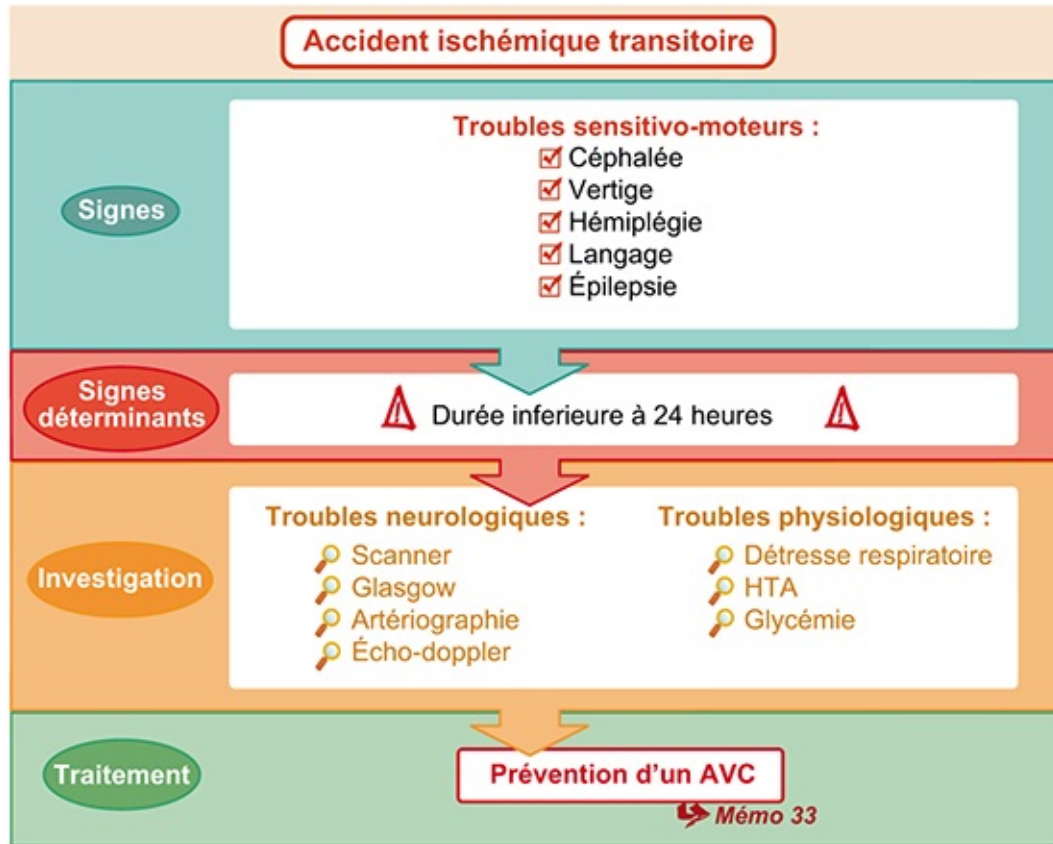 Accident ischémique transitoire
Signes
Troubles sensitivo-moteurs :
Céphalée
Vertige
Hémiplégie
Langage
Épilepsie
Signes
déterminants
Durée inferieure à 24 heures
Investigation
Troubles neurologiques :
Scanner
Glasgow
Artériographie
Écho-doppler
Troubles physiologiques :
Détresse respiratoire
HTA
Glycémie
Traitement
Prévention d'un AVC
Mémo 33